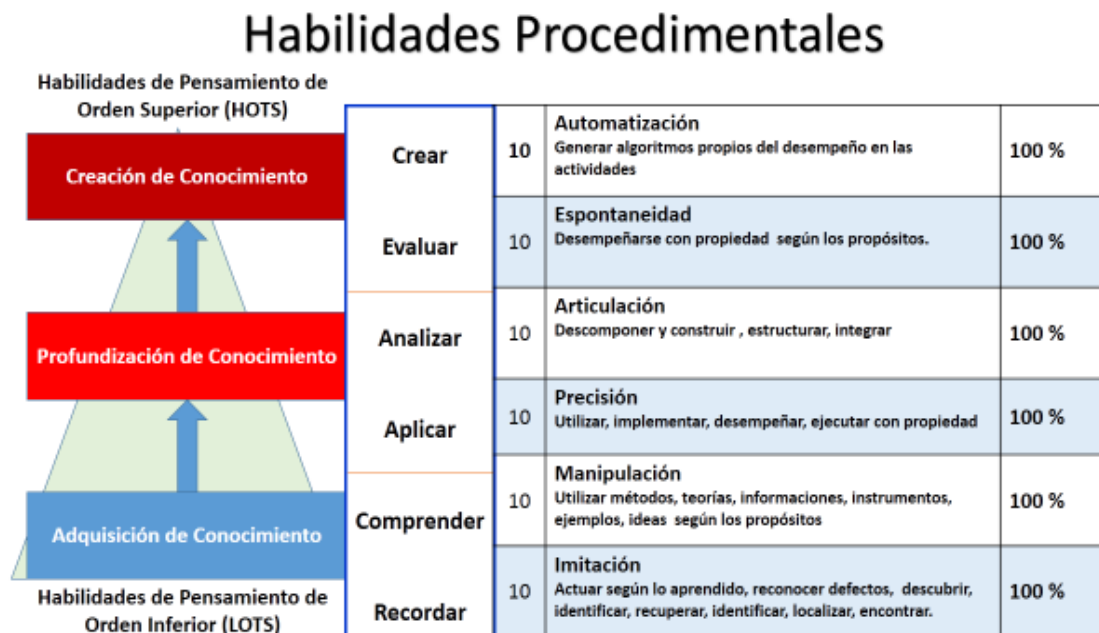 Habilidades Procedimentales
Habilidades de Pensamiento de
Orden Superior (HOTS)
Creación de Conocimiento
Profundización de Conocimiento
Adquisición de Conocimiento
Habilidades de Pensamiento de
Orden Inferior (LOTS)
Crear
10
Automatización
Generar algoritmos propios del desempeño en las
actividades
100 %
Evaluar
10
Espontaneidad
Desempeñarse con propiedad según los propósitos.
100 %
Analizar
10
Articulación
Descomponer y construir , estructurar, integrar
100 %
Aplicar
10
Precisión
Utilizar, implementar, desempeñar, ejecutar con propiedad
100 %
Comprender
10
Manipulación
Utilizar métodos, teorías, informaciones, instrumentos,
ejemplos, ideas según los propósitos
100 %
Recordar
10
Imitación
Actuar según lo aprendido, reconocer defectos, descubrir,
identificar, recuperar, identificar, localizar, encontrar.
100 %